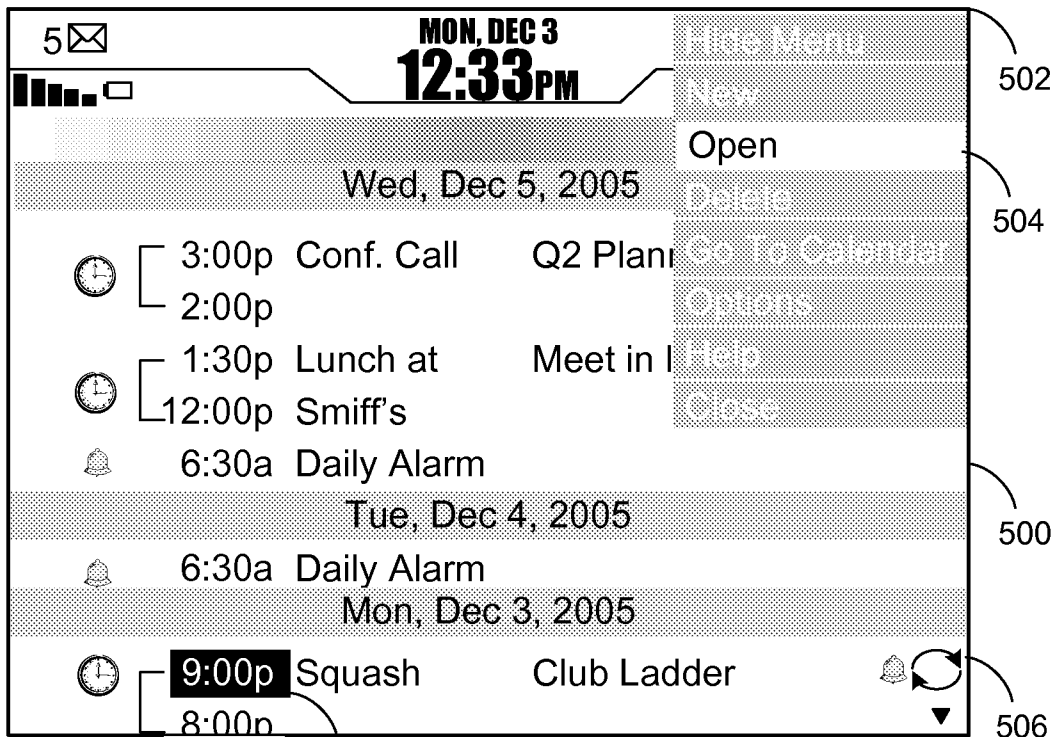 5
MON, DEC 3
12:33PM
Hide Menu
New
Open
Delete
Go To Calendar
Options
Help
Close
502
504
Wed, Dec 5, 2005
3:00p Conf. Call Q2 Plan
2:00p
1:30p Lunch at Meet in
12:00p Smiff's
6:30a Daily Alarm
Tue, Dec 4, 2005
500
6:30a Daily Alarm
Mon, Dec 3, 2005
9:00p Squash Club Ladder
8:00p
506